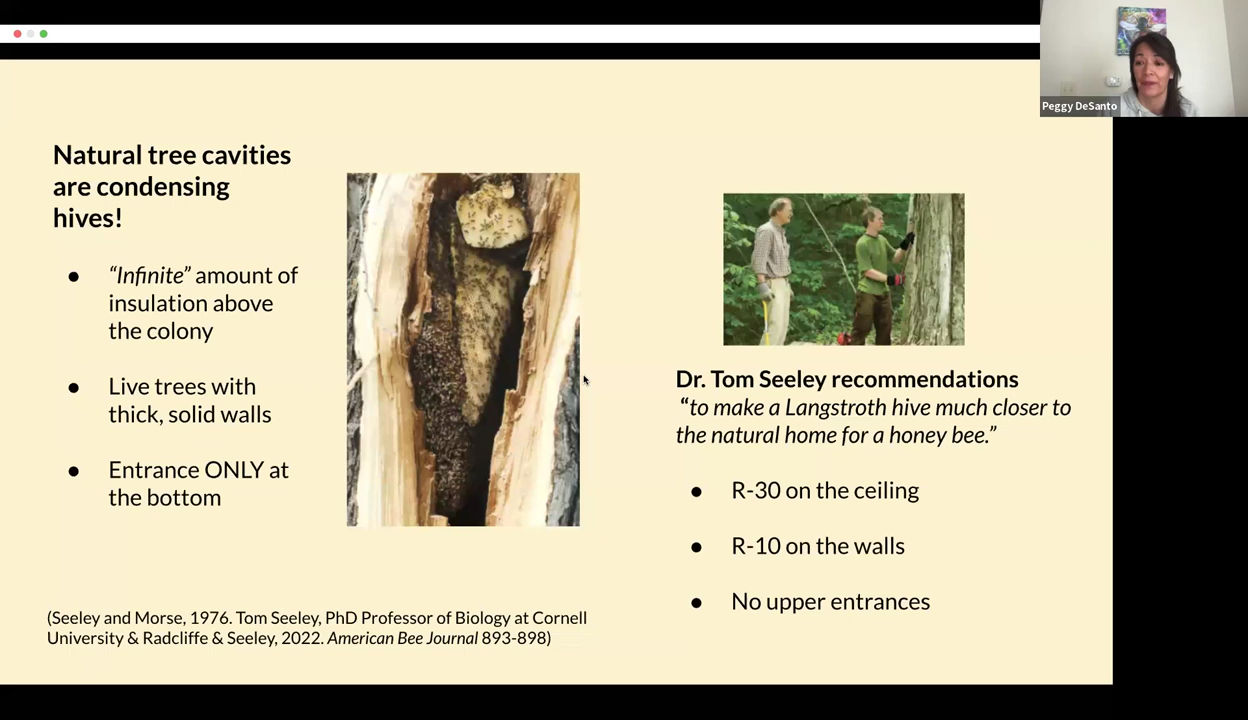 Peggy DeSanto
Natural tree cavities
are condensing
hives!
● “Infinite” amount of
insulation above
the colony
● Live trees with
thick, solid walls
● Entrance ONLY at
the bottom
(Seeley and Morse, 1976. Tom Seeley, PhD Professor of Biology at Cornell
University & Radcliffe & Seeley, 2022. American Bee Journal 893-898)
Dr. Tom Seeley recommendations
“to make a Langstroth hive much closer to
the natural home for a honey bee.”
● R-30 on the ceiling
● R-10 on the walls
● No upper entrances